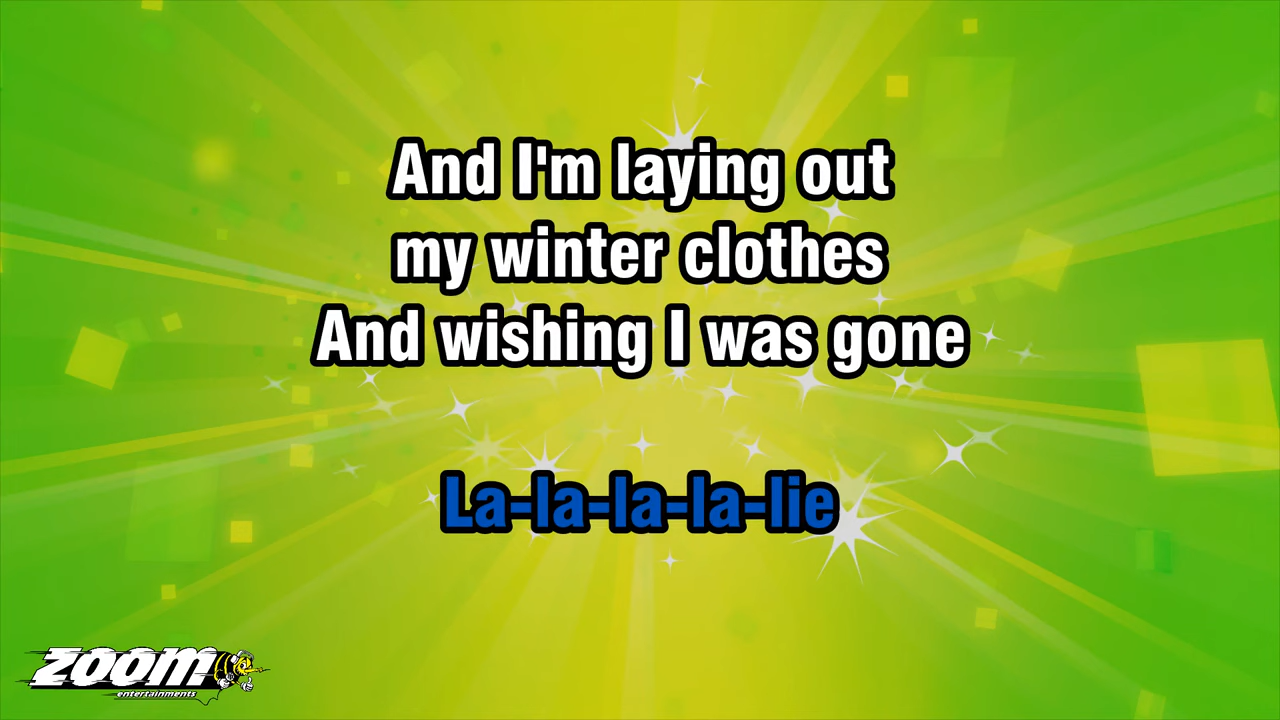 And I'm laying out
my winter clothes
And wishing I was gone
La-la-la-la-lie
ZOOM
entertainments